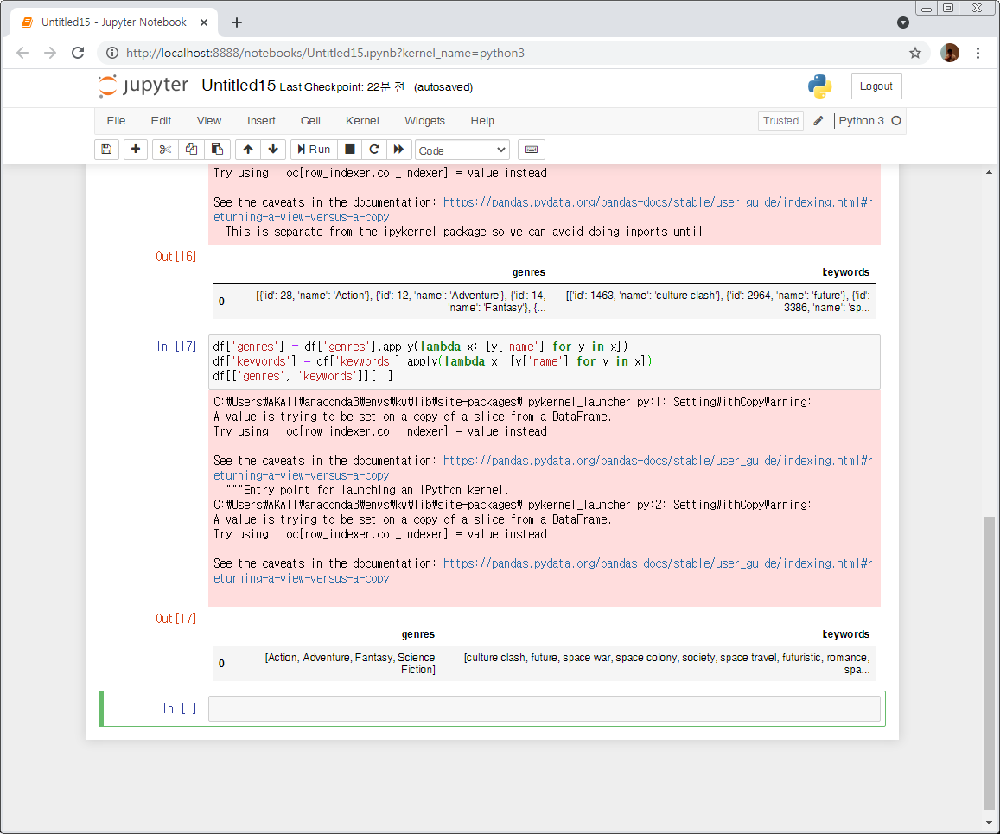 Untitled15 - Jupyter Notebook
http://localhost:8888/notebooks/Untitled15.ipynb?kernel_name=python3
jupyter Untitled15 Last Checkpoint: 22분 전 (autosaved) Logout
File Edit View Insert Cell Kernel Widgets Help Trusted Python 3
Run Code
Try using .loc[row_indexer,col_indexer] = value instead
See the caveats in the documentation: https://pandas.pydata.org/pandas-docs/stable/user_guide/indexing.html#r
eturning-a-view-versus-a-copy
This is separate from the ipykernel package so we can avoid doing imports until
Out[16]:
genres keywords
0 [{'id': 28, 'name': 'Action'}, {'id': 12, 'name': 'Adventure'}, {'id': 14, [{'id': 1463, 'name': 'culture clash'}, {'id': 2964, 'name': 'future'}, {'id':
'name': 'Fantasy'}, {... 3386, 'name': 'sp...
In [17]: df['genres'] = df['genres'].apply(lambda x: [y['name'] for y in x])
df['keywords'] = df['keywords'].apply(lambda x: [y['name'] for y in x])
df[['genres', 'keywords']][:1]
C:₩Users₩AKAII₩anaconda3₩envs₩kw₩lib₩site-packages₩ipykernel_launcher.py:1: SettingWithCopyWarning:
A value is trying to be set on a copy of a slice from a DataFrame.
Try using .loc[row_indexer,col_indexer] = value instead
See the caveats in the documentation: https://pandas.pydata.org/pandas-docs/stable/user_guide/indexing.html#r
eturning-a-view-versus-a-copy
"""Entry point for launching an IPython kernel.
C:₩Users₩AKAII₩anaconda3₩envs₩kw₩lib₩site-packages₩ipykernel_launcher.py:2: SettingWithCopyWarning:
A value is trying to be set on a copy of a slice from a DataFrame.
Try using .loc[row_indexer,col_indexer] = value instead
See the caveats in the documentation: https://pandas.pydata.org/pandas-docs/stable/user_guide/indexing.html#r
eturning-a-view-versus-a-copy
Out[17]:
genres keywords
0 [Action, Adventure, Fantasy, Science [culture clash, future, space war, space colony, society, space travel, futuristic, romance,
Fiction] spa...
In [ ]: